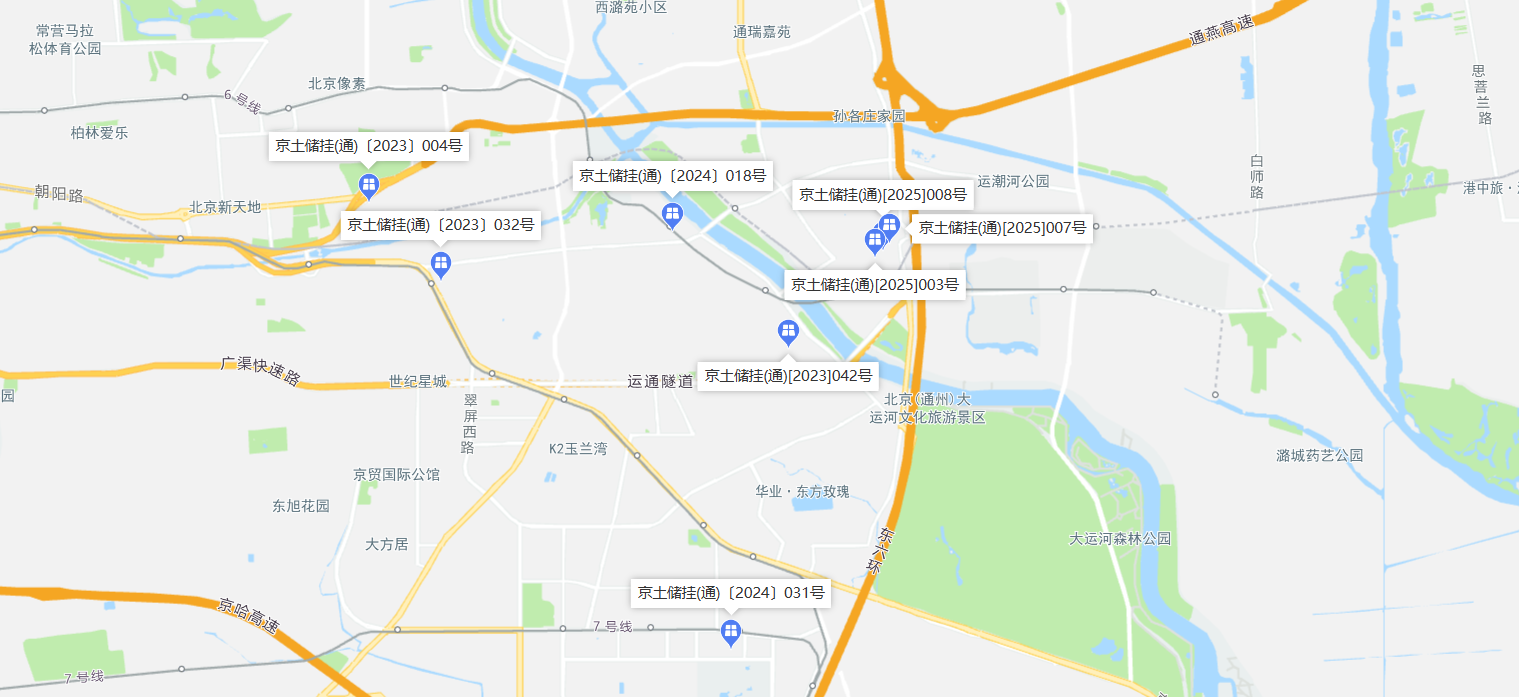 西潞苑小区
常营马拉
松体育公园
通瑞嘉苑
通燕高速
北京像素
6号线
思菩兰路
孙各庄家园
柏林爱乐
京土储挂(通)〔2023〕004号
京土储挂(通)〔2024〕018号
白师路
运潮河公园
朝阳路
京土储挂(通)[2025]008号
港中旅·
北京新天地
京土储挂(通)〔2023〕032号
京土储挂(通)[2025]007号
京土储挂(通)[2025]003号
广渠快速路
世纪星城
运通隧道
京土储挂(通)[2023]042号
园
翠屏西路
北京(通州)大
运河文化旅游景区
K2玉兰湾
潞城药艺公园
京贸国际公馆
华业·东方玫瑰
东旭花园
大方居
东六环
大运河森林公园
京土储挂(通)〔2024〕031号
京哈高速
7号线
7号线